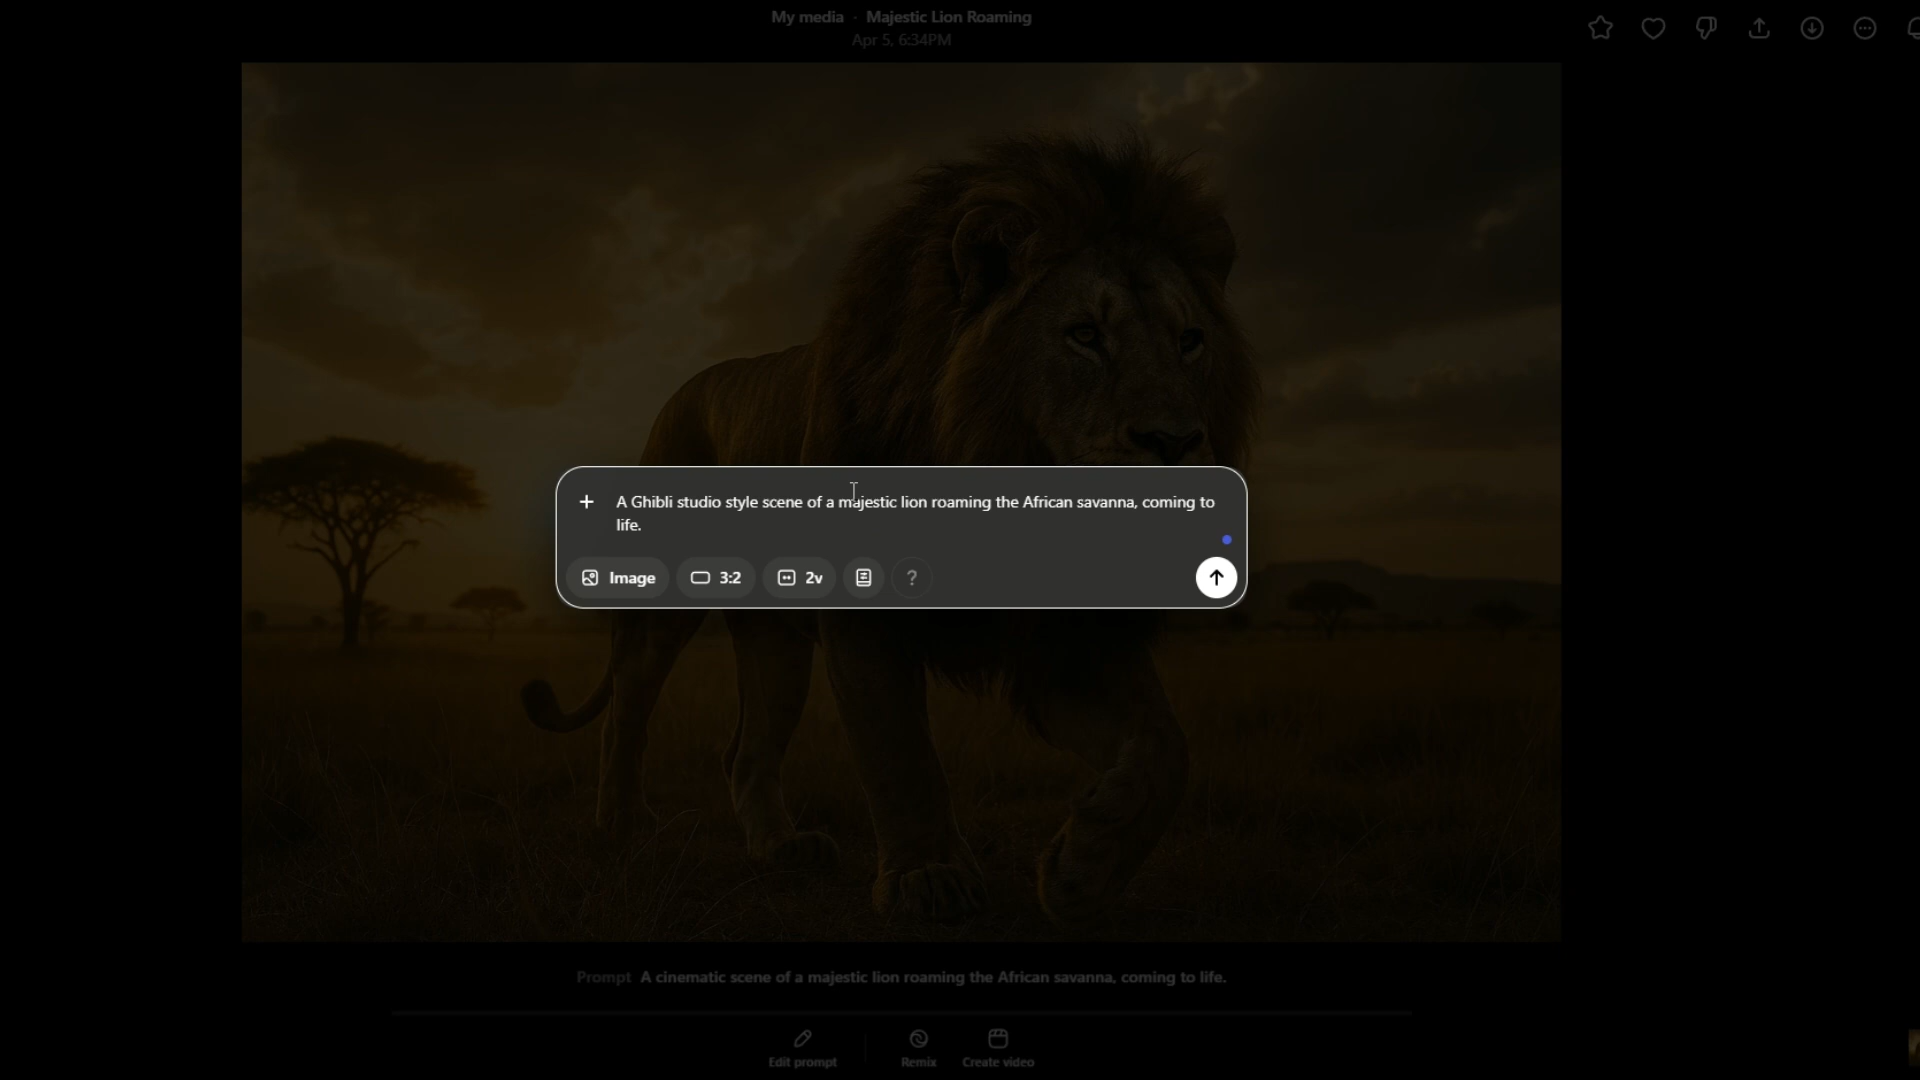 My media · Majestic Lion Roaming
Apr 5, 6:34PM
A Ghibli studio style scene of a majestic lion roaming the African savanna, coming to
life.
Image 3:2 2v ?
Prompt A cinematic scene of a majestic lion roaming the African savanna, coming to life.
Edit prompt Remix Create video